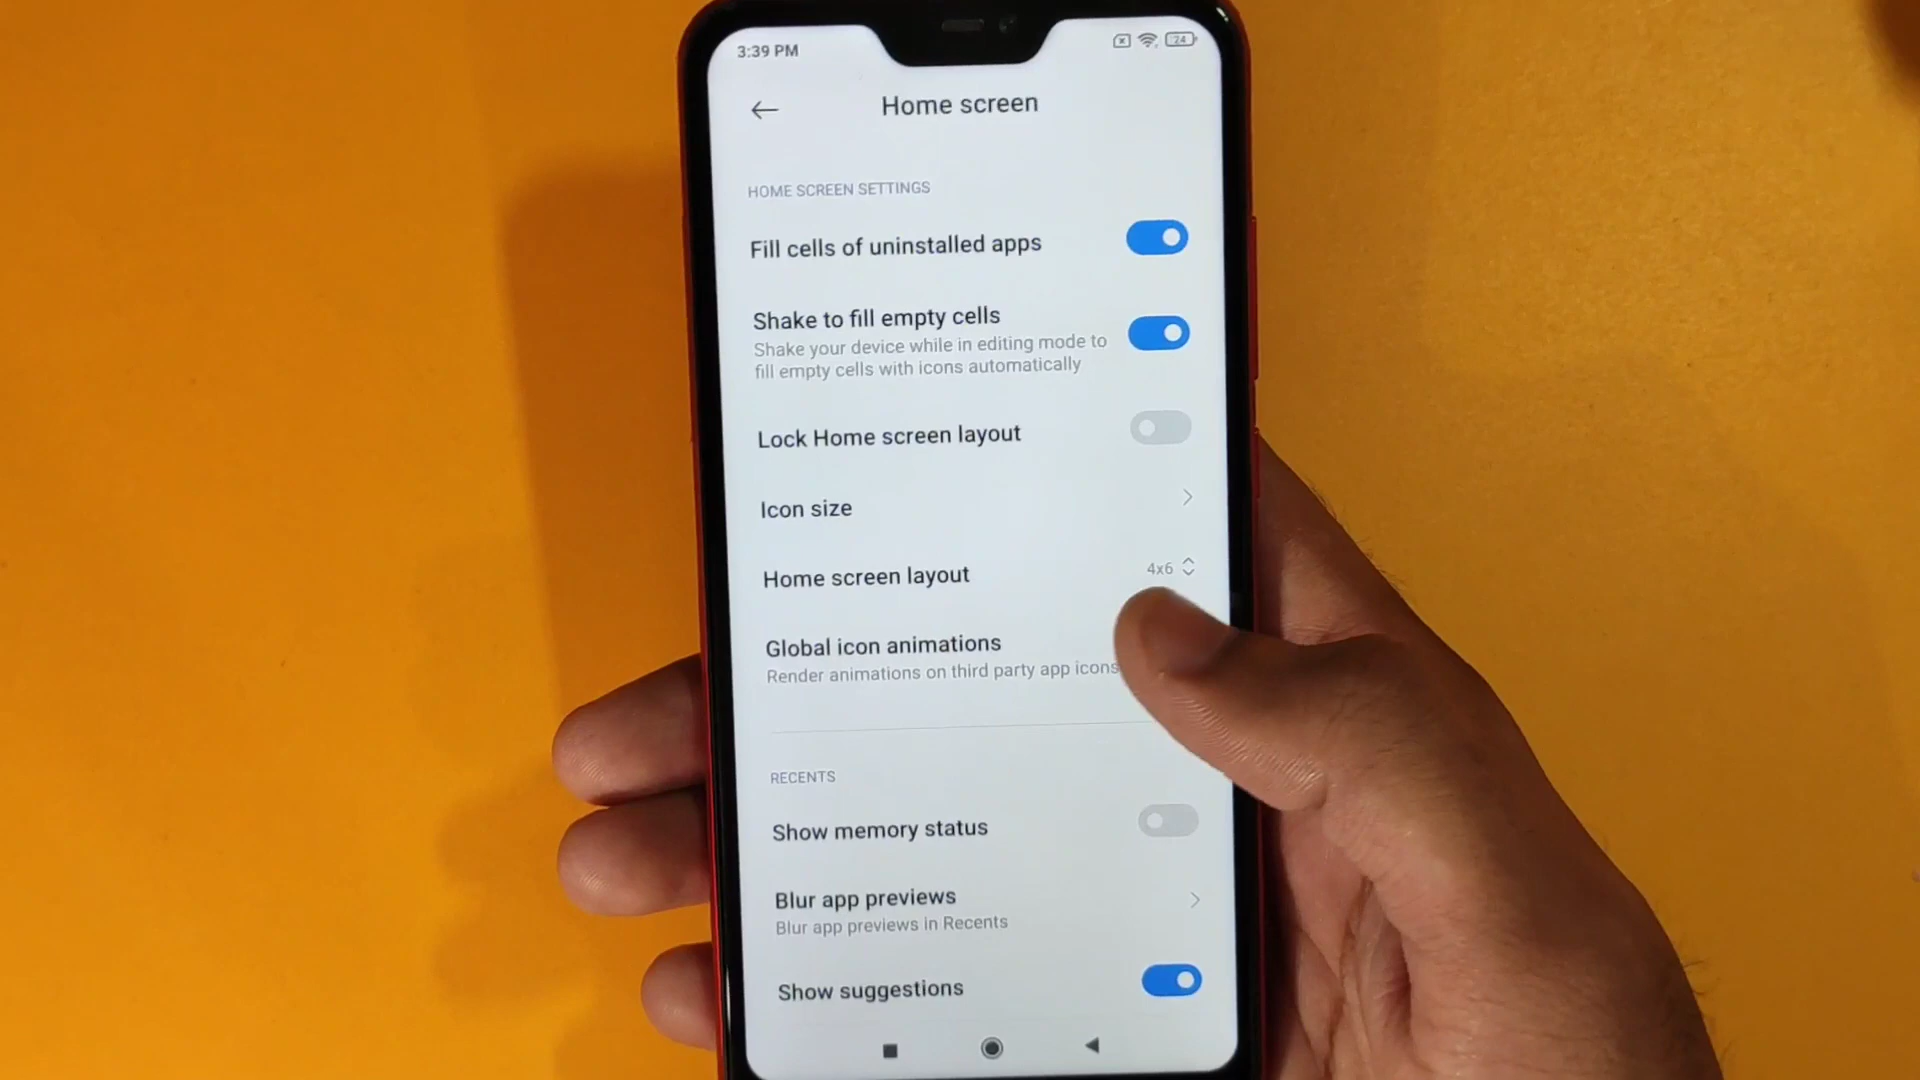 3:39 PM
24
Home screen
HOME SCREEN SETTINGS
Fill cells of uninstalled apps
Shake to fill empty cells
Shake your device while in editing mode to
fill empty cells with icons automatically
Lock Home screen layout
Icon size
Home screen layout
4x6
Global icon animations
Render animations on third party app icons
RECENTS
Show memory status
Blur app previews
Blur app previews in Recents
Show suggestions